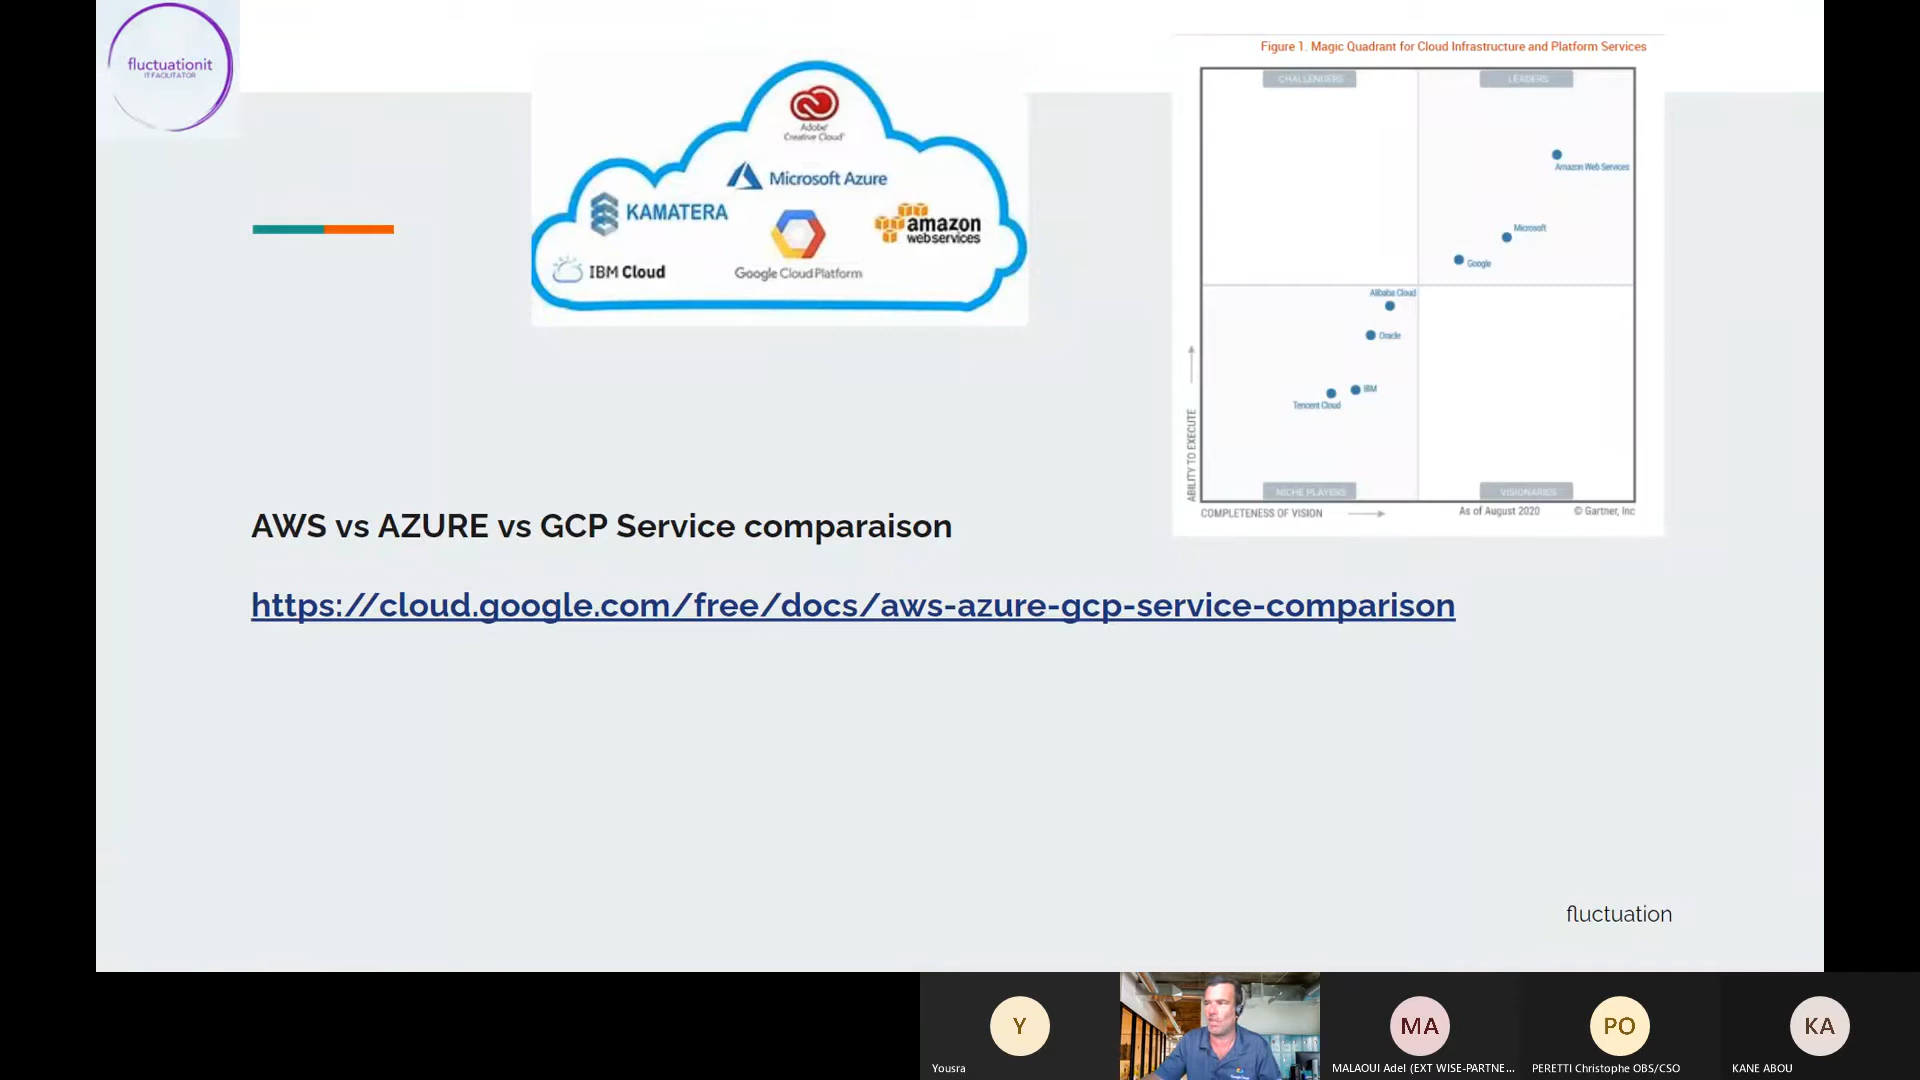 fluctuationit
IT FACILITATOR
Adobe
Creative Cloud
Microsoft Azure
KAMATERA
amazon
webservices
IBM Cloud
Google Cloud Platform
Figure 1. Magic Quadrant for Cloud Infrastructure and Platform Services
CHALLENGERS
LEADERS
Amazon Web Services
Microsoft
Google
Alibaba Cloud
Oracle
IBM
Tencent Cloud
ABILITY TO EXECUTE
NICHE PLAYERS
VISIONARIES
COMPLETENESS OF VISION
As of August 2020
© Gartner, Inc
AWS vs AZURE vs GCP Service comparaison
https://cloud.google.com/free/docs/aws-azure-gcp-service-comparison
fluctuation
Y
MA
PO
KA
Yousra
MALAOUI Adel (EXT WISE-PARTNE...
PERETTI Christophe OBS/CSO
KANE ABOU